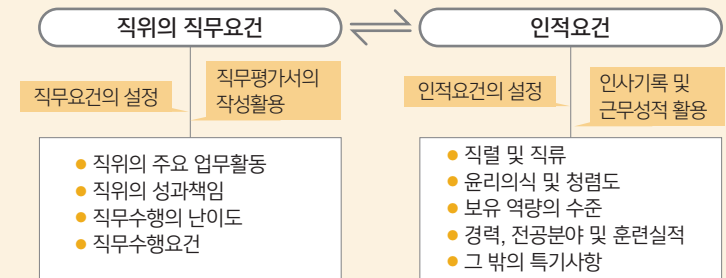 직위의 직무요건
직무요건의 설정
직무평가서의
작성활용
● 직위의 주요 업무활동
● 직위의 성과책임
● 직무수행의 난이도
● 직무수행요건
인적요건
인적요건의 설정
인사기록 및
근무성적 활용
● 직렬 및 직류
● 윤리의식 및 청렴도
● 보유 역량의 수준
● 경력, 전공분야 및 훈련실적
● 그 밖의 특기사항